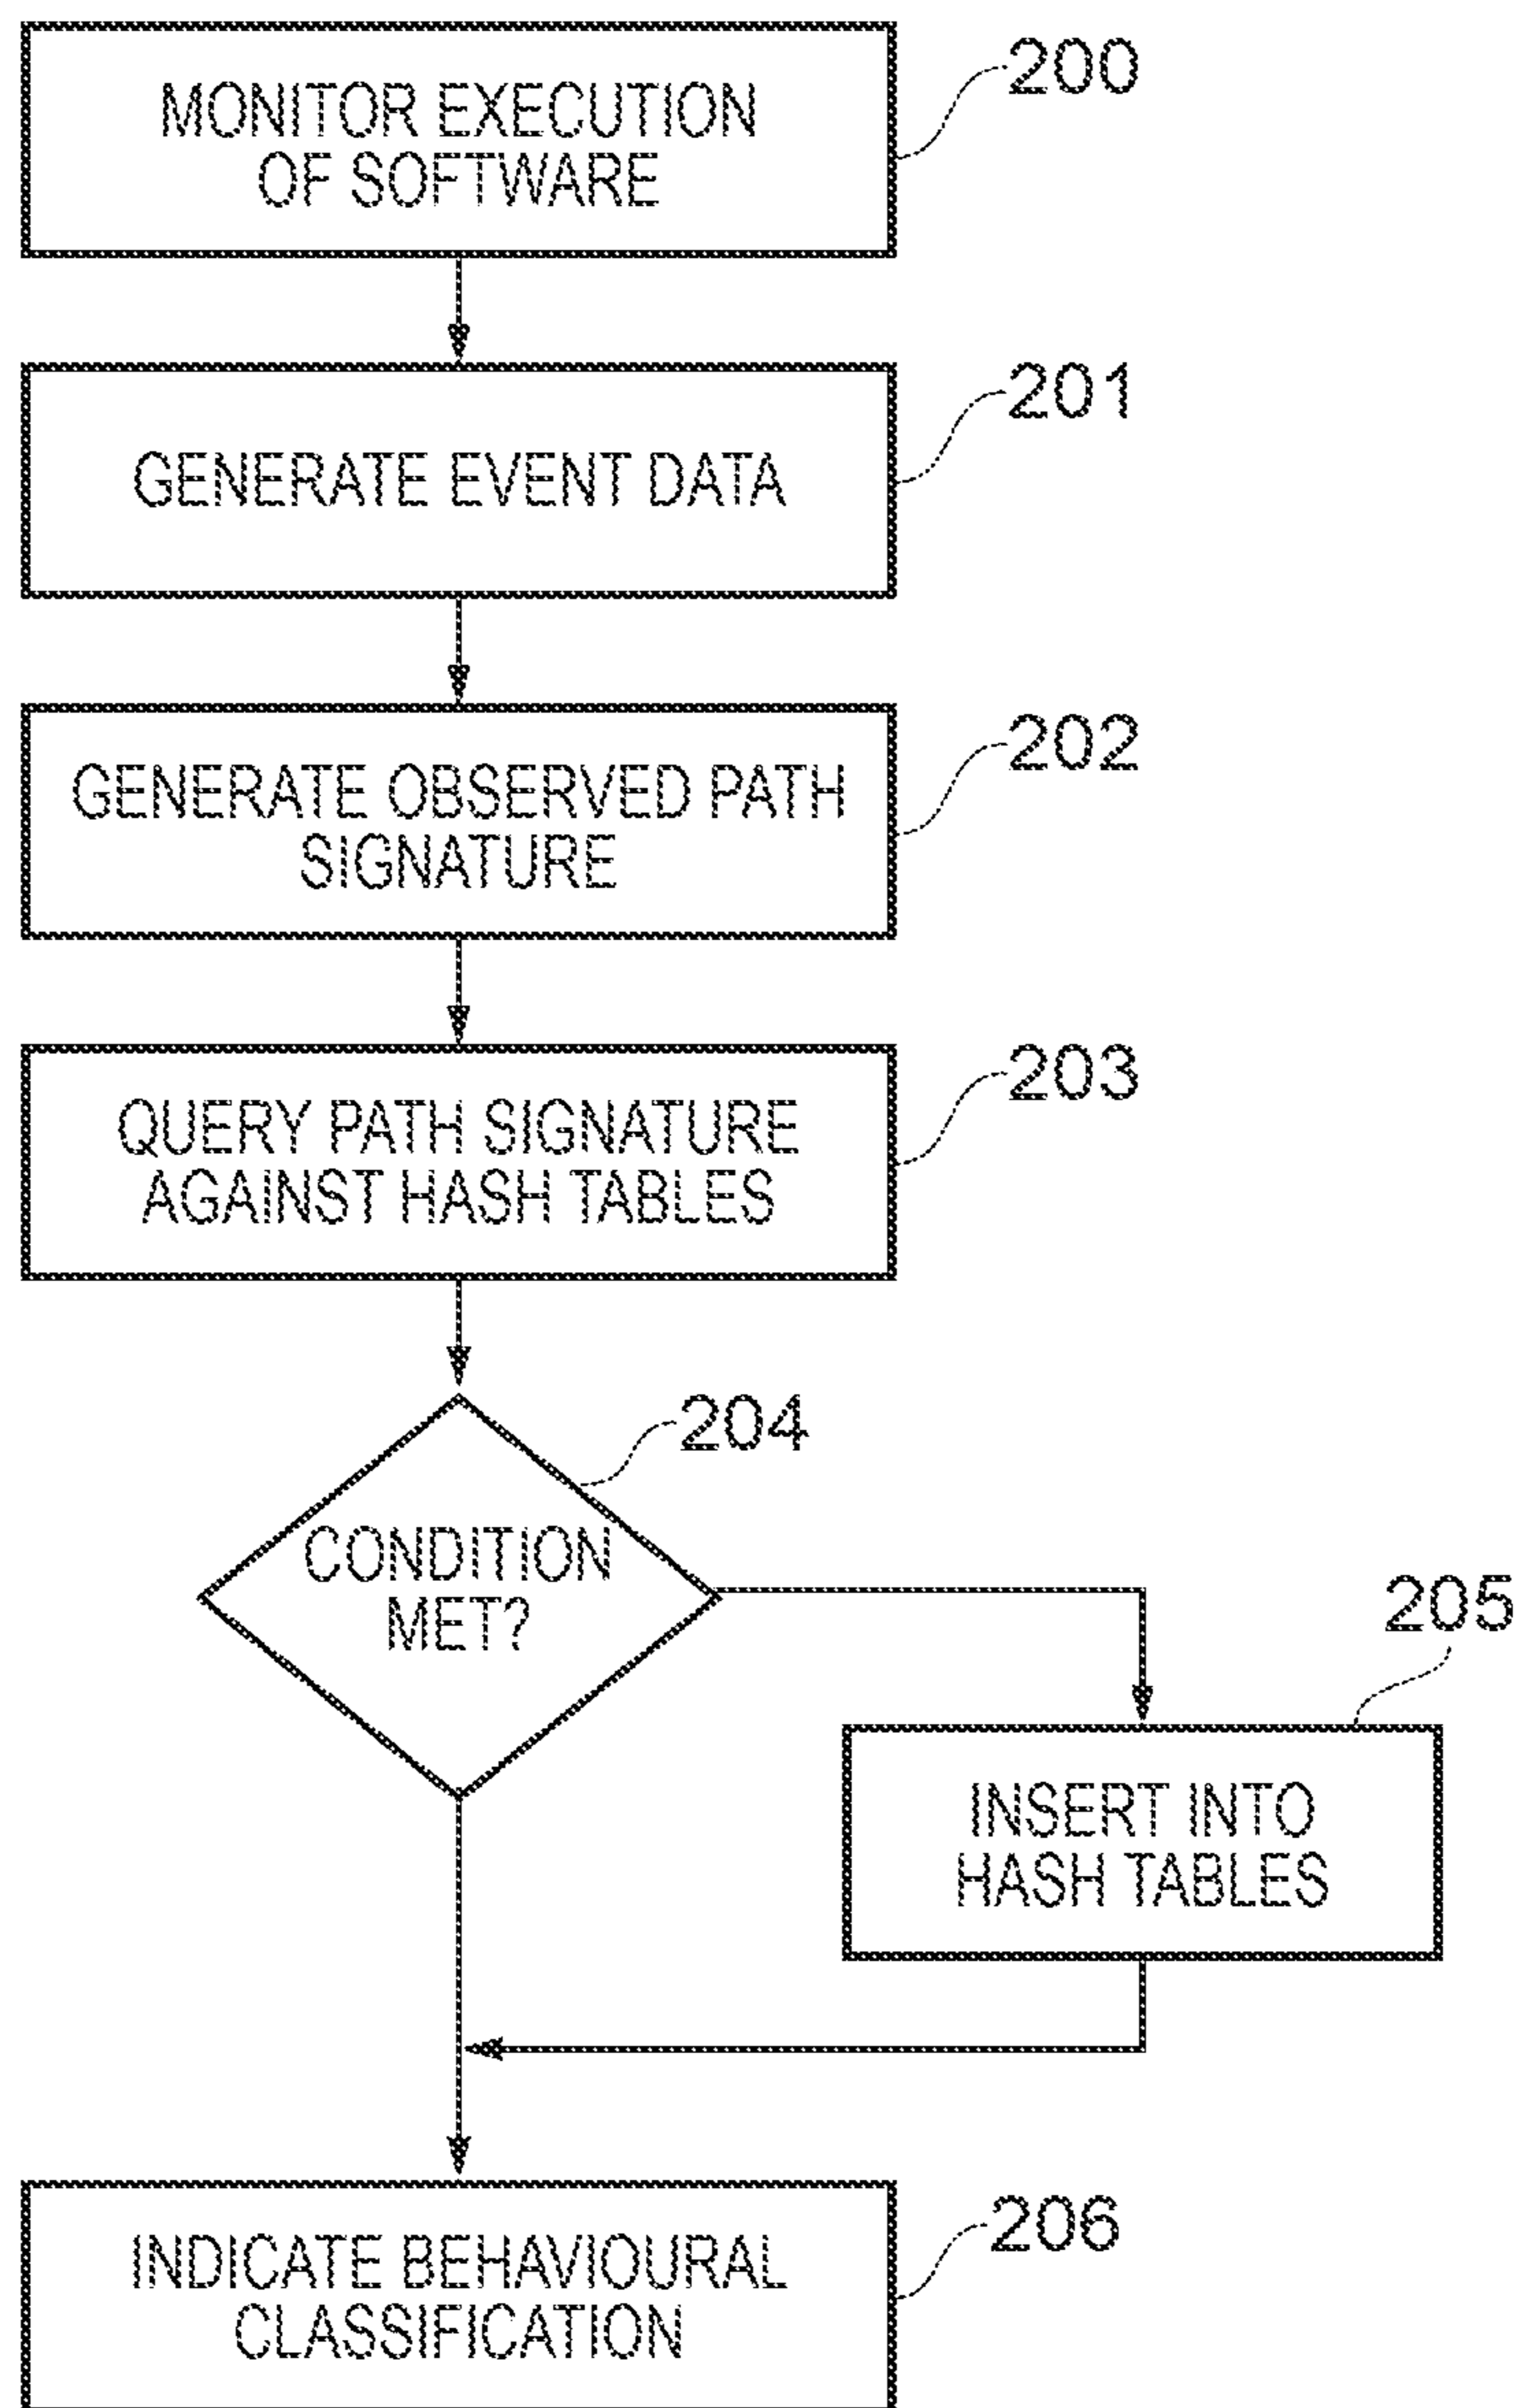 MONITOR EXECUTION
OF SOFTWARE
200
GENERATE EVENT DATA
201
GENERATE OBSERVED PATH
SIGNATURE
202
QUERY PATH SIGNATURE
AGAINST HASH TABLES
203
204
CONDITION
MET?
205
INSERT INTO
HASH TABLES
INDICATE BEHAVIOURAL
CLASSIFICATION
206